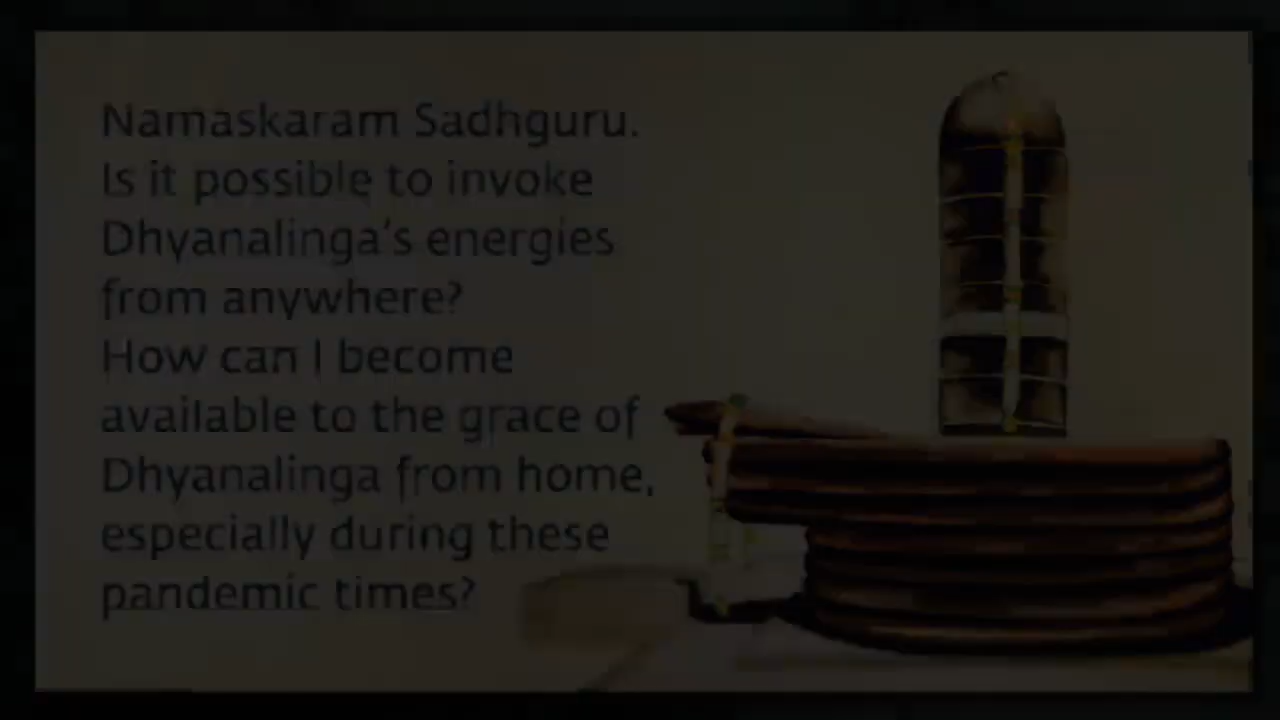 Namaskaram Sadhguru.
Is it possible to invoke
Dhyanalinga's energies
from anywhere?
How can I become
available to the grace of
Dhyanalinga from home,
especially during these
pandemic times?